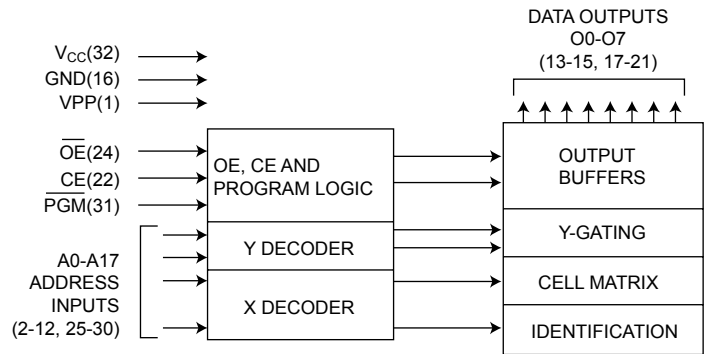 DATA OUTPUTS
O0-O7
(13-15, 17-21)
VCC(32)
GND(16)
VPP(1)
OE(24)
CE(22)
PGM(31)
A0-A17
ADDRESS
INPUTS
(2-12, 25-30)
OE, CE AND
PROGRAM LOGIC
Y DECODER
X DECODER
OUTPUT
BUFFERS
Y-GATING
CELL MATRIX
IDENTIFICATION